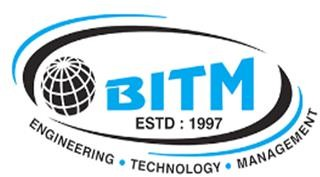 BITM
ESTD : 1997
ENGINEERING • TECHNOLOGY • MANAGEMENT